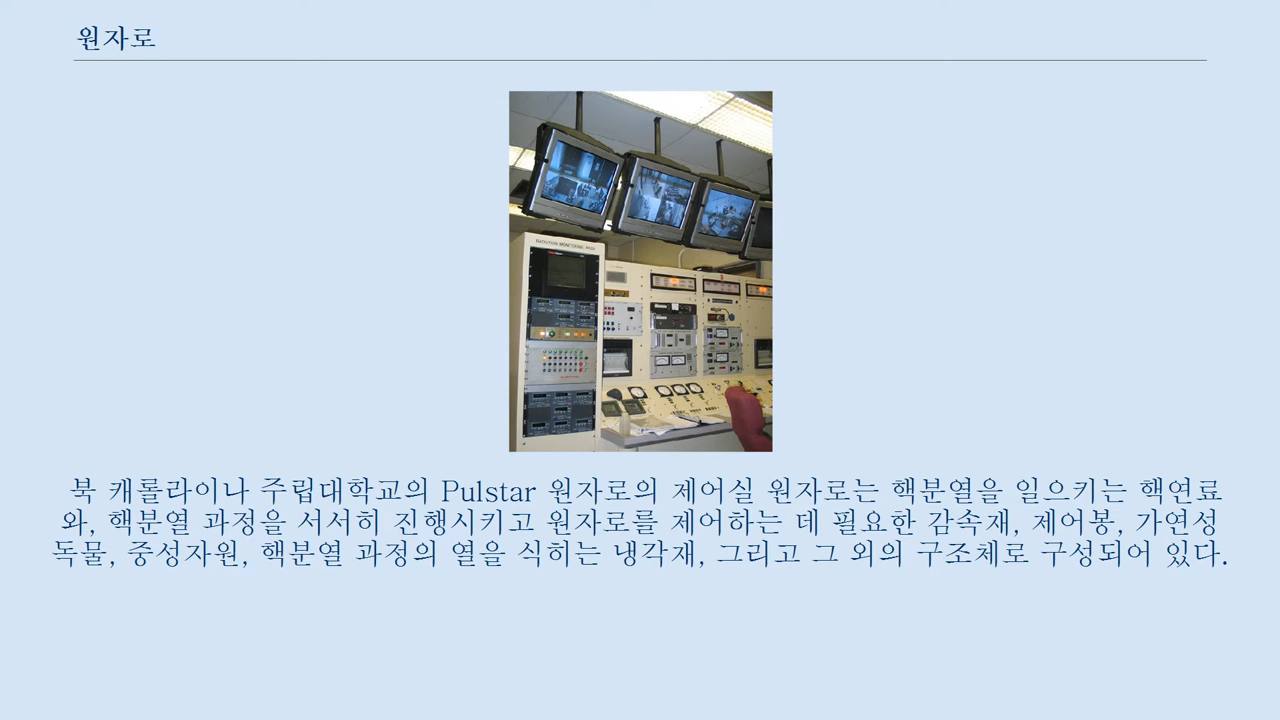 원자로
RADIATION MONITORING RACK
북 캐롤라이나 주립대학교의 Pulstar 원자로의 제어실 원자로는 핵분열을 일으키는 핵연료
와, 핵분열 과정을 서서히 진행시키고 원자로를 제어하는 데 필요한 감속재, 제어봉, 가연성
독물, 중성자원, 핵분열 과정의 열을 식히는 냉각재, 그리고 그 외의 구조체로 구성되어 있다.